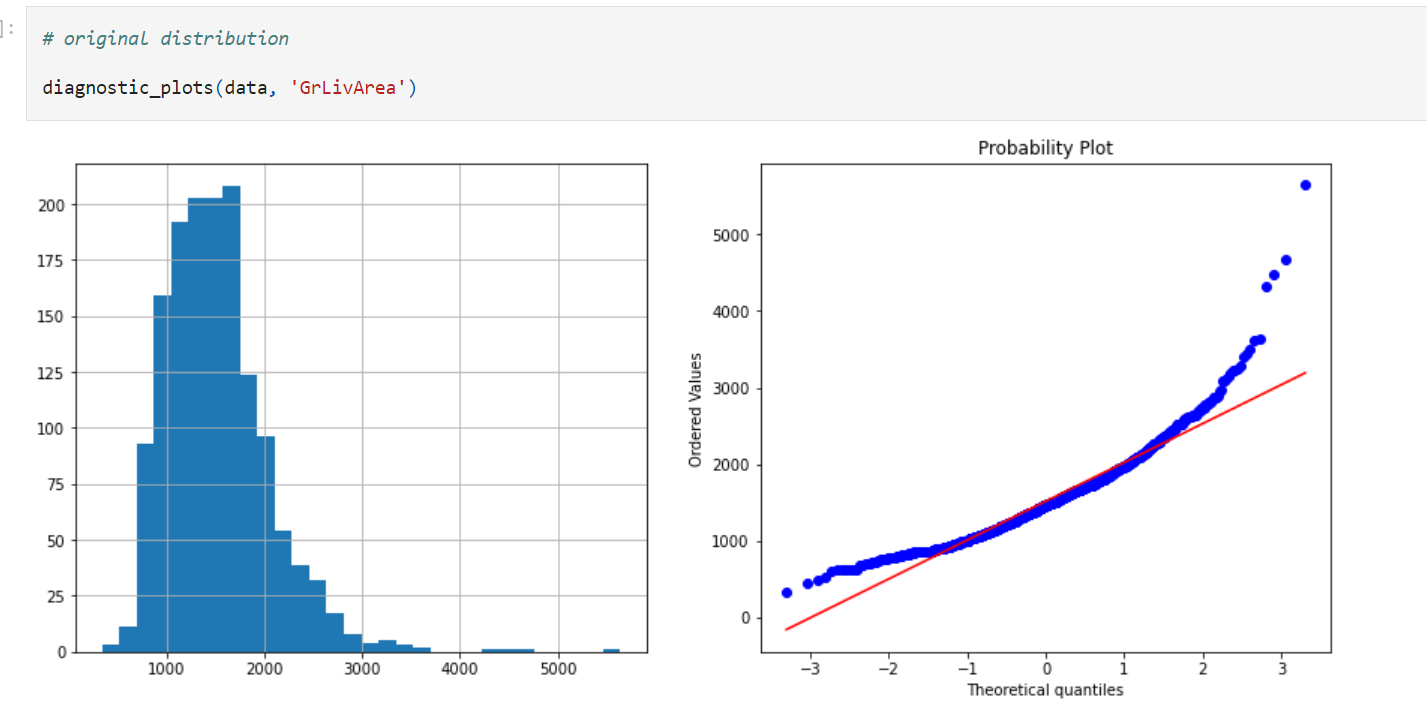 ]:
# original distribution
diagnostic_plots(data, 'GrLivArea')
200
175
150
125
100
75
50
25
0
1000 2000 3000 4000 5000
Probability Plot
Ordered Values
5000
4000
3000
2000
1000
0
−3 −2 −1 0 1 2 3
Theoretical quantiles